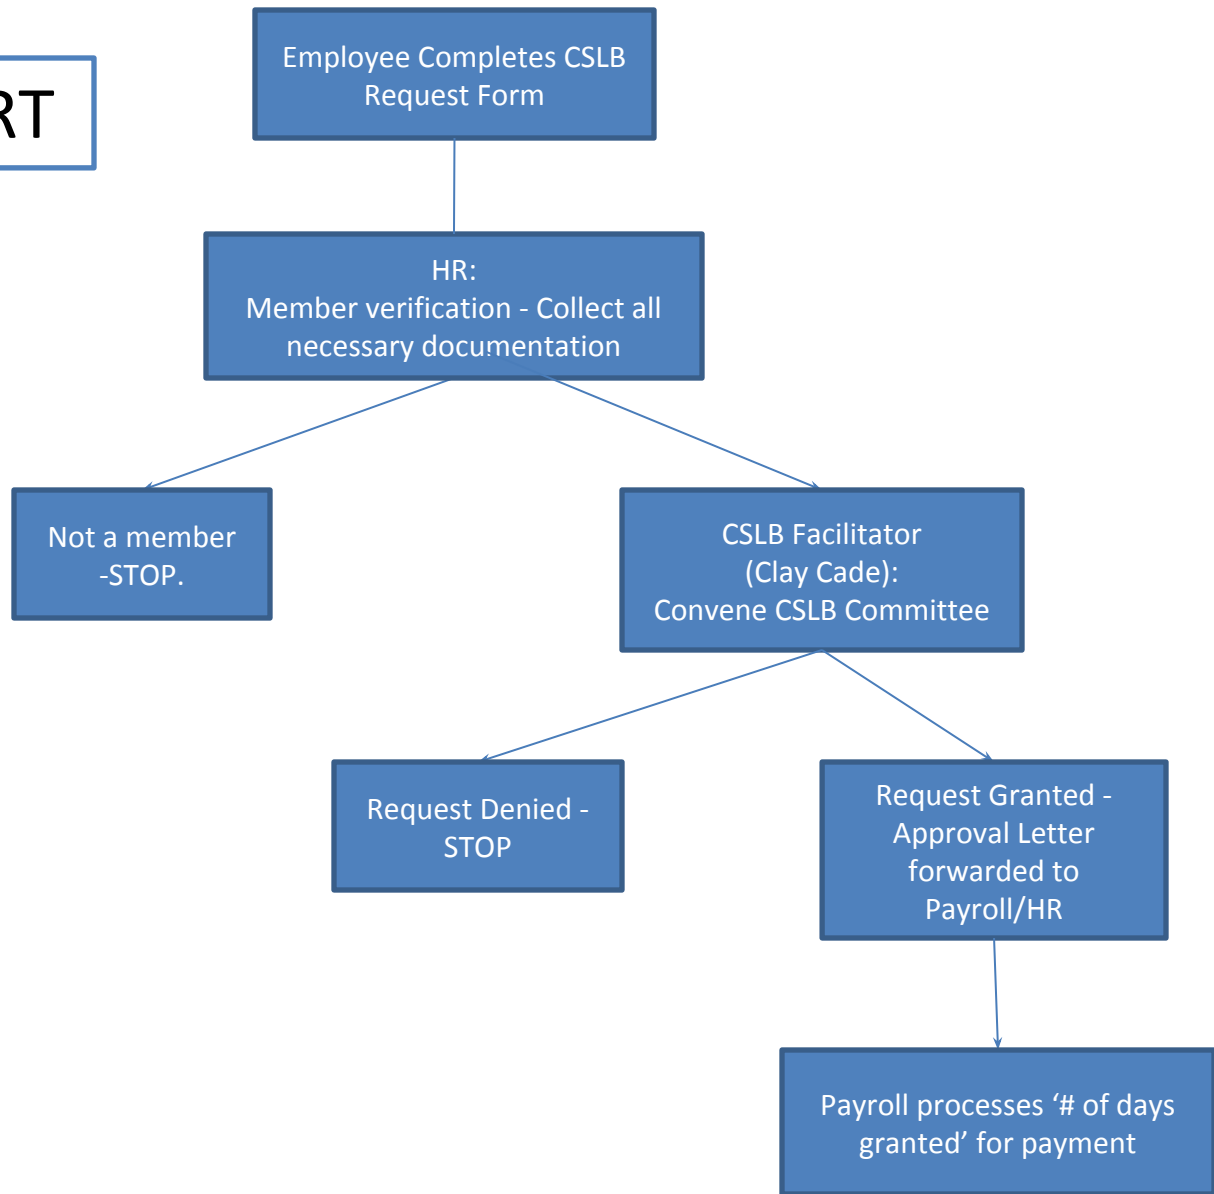 Employee Completes CSLB
Request Form
RT
HR:
Member verification - Collect all
necessary documentation
Not a member
-STOP.
CSLB Facilitator
(Clay Cade):
Convene CSLB Committee
Request Denied -
STOP
Request Granted -
Approval Letter
forwarded to
Payroll/HR
Payroll processes ‘# of days
granted’ for payment